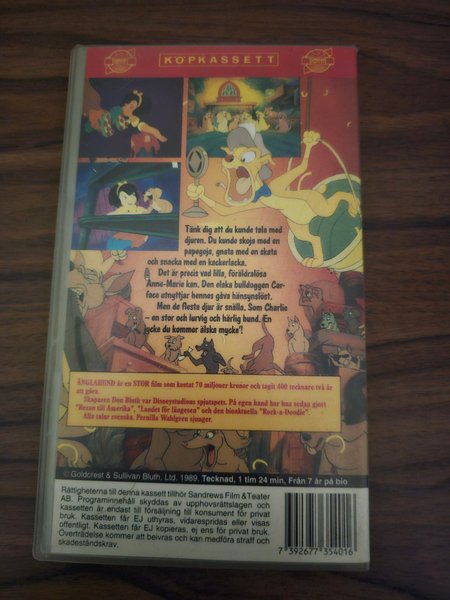 KÖPKASSETT
Tänk dig att du kunde tala med
djuren. Du kunde skoja med en
papegoja, gnata med en skata
och snacka med en kackerlacka.
Det är precis vad lilla, föräldralösa
Anne-Marie kan. Den elaka bulldoggen Car-
face utnyttjar hennes gåva hänsynslöst.
Men de flesta djur är snälla. Som Charlie
– en stor och lurvig och härlig hund. En
jycke du kommer älska mycke'!
ÄNGLAHUND är en STOR film som kostat 70 miljoner kronor och tagit 400 tecknare två år
att göra.
Skaparen Don Bluth var Disneystudions spjutspets. På egen hand har han sedan gjort
"Resan till Amerika", "Landet för längesen" och den bioaktuella "Rock-a-Doodle".
Alla talar svenska. Pernilla Wahlgren sjunger.
© Goldcrest & Sullivan Bluth, Ltd. 1989. Tecknad, 1 tim 24 min, Från 7 år på bio
Rättigheterna till denna kassett tillhör Sandrews Film & Teater
AB. Programinnehåll skyddas av upphovsrättslagen och
kassetten är endast till försäljning till konsument för privat
bruk. Kassetten får EJ uthyras, vidarespridas eller visas
offentligt. Kassetten får EJ kopieras, ej ens för privat bruk.
Överträdelse kommer att beivras och kan medföra straff och
skadeståndskrav.
7 392677 354016